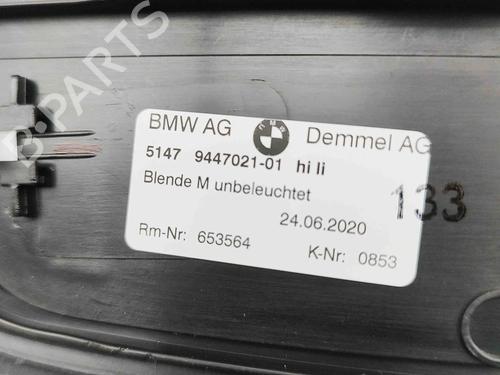 BMW AG Demmel AG
5147 9447021-01 hi li
Blende M unbeleuchtet
133
24.06.2020
Rm-Nr: 653564 K-Nr: 0853
B-PARTS